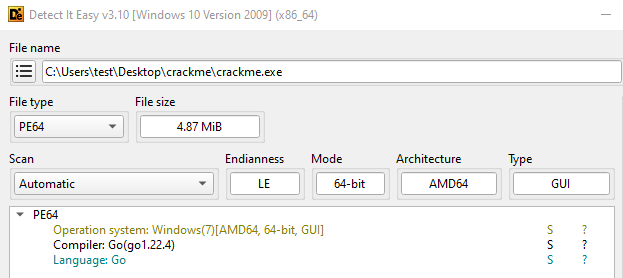 Detect It Easy v3.10 [Windows 10 Version 2009] (x86_64)
File name
C:\Users\test\Desktop\crackme\crackme.exe
File type File size
PE64 4.87 MiB
Scan Endianness Mode Architecture Type
Automatic LE 64-bit AMD64 GUI
PE64
Operation system: Windows(7)[AMD64, 64-bit, GUI] S ?
Compiler: Go(go1.22.4) S ?
Language: Go S ?